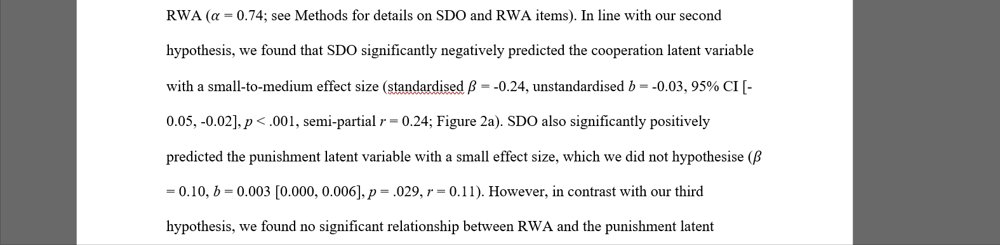 RWA (α = 0.74; see Methods for details on SDO and RWA items). In line with our second
hypothesis, we found that SDO significantly negatively predicted the cooperation latent variable
with a small-to-medium effect size (standardised β = -0.24, unstandardised b = -0.03, 95% CI [-
0.05, -0.02], p < .001, semi-partial r = 0.24; Figure 2a). SDO also significantly positively
predicted the punishment latent variable with a small effect size, which we did not hypothesise (β
= 0.10, b = 0.003 [0.000, 0.006], p = .029, r = 0.11). However, in contrast with our third
hypothesis, we found no significant relationship between RWA and the punishment latent